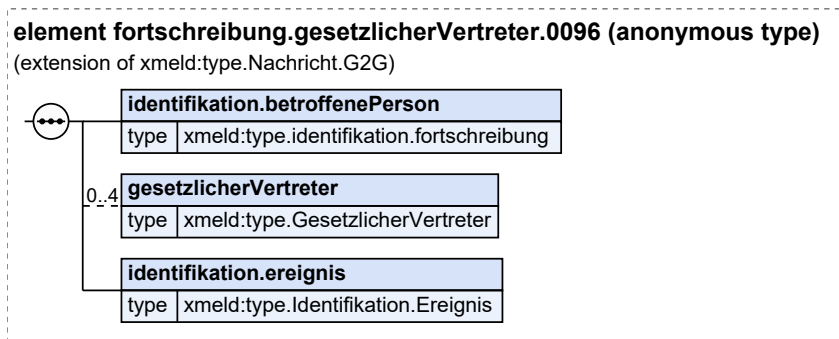 element fortschreibung.gesetzlicherVertreter.0096 (anonymous type)
(extension of xmeld:type.Nachricht.G2G)
identifikation.betroffenePerson
type xmeld:type.identifikation.fortschreibung
0..4 gesetzlicherVertreter
type xmeld:type.GesetzlicherVertreter
identifikation.ereignis
type xmeld:type.Identifikation.Ereignis